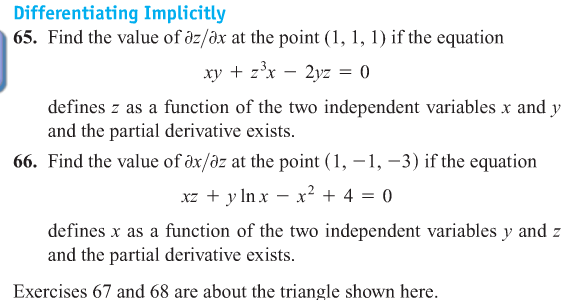 Differentiating Implicitly
65. Find the value of ∂z/∂x at the point (1, 1, 1) if the equation
xy + z³x − 2yz = 0
defines z as a function of the two independent variables x and y
and the partial derivative exists.
66. Find the value of ∂x/∂z at the point (1, −1, −3) if the equation
xz + y ln x − x² + 4 = 0
defines x as a function of the two independent variables y and z
and the partial derivative exists.
Exercises 67 and 68 are about the triangle shown here.